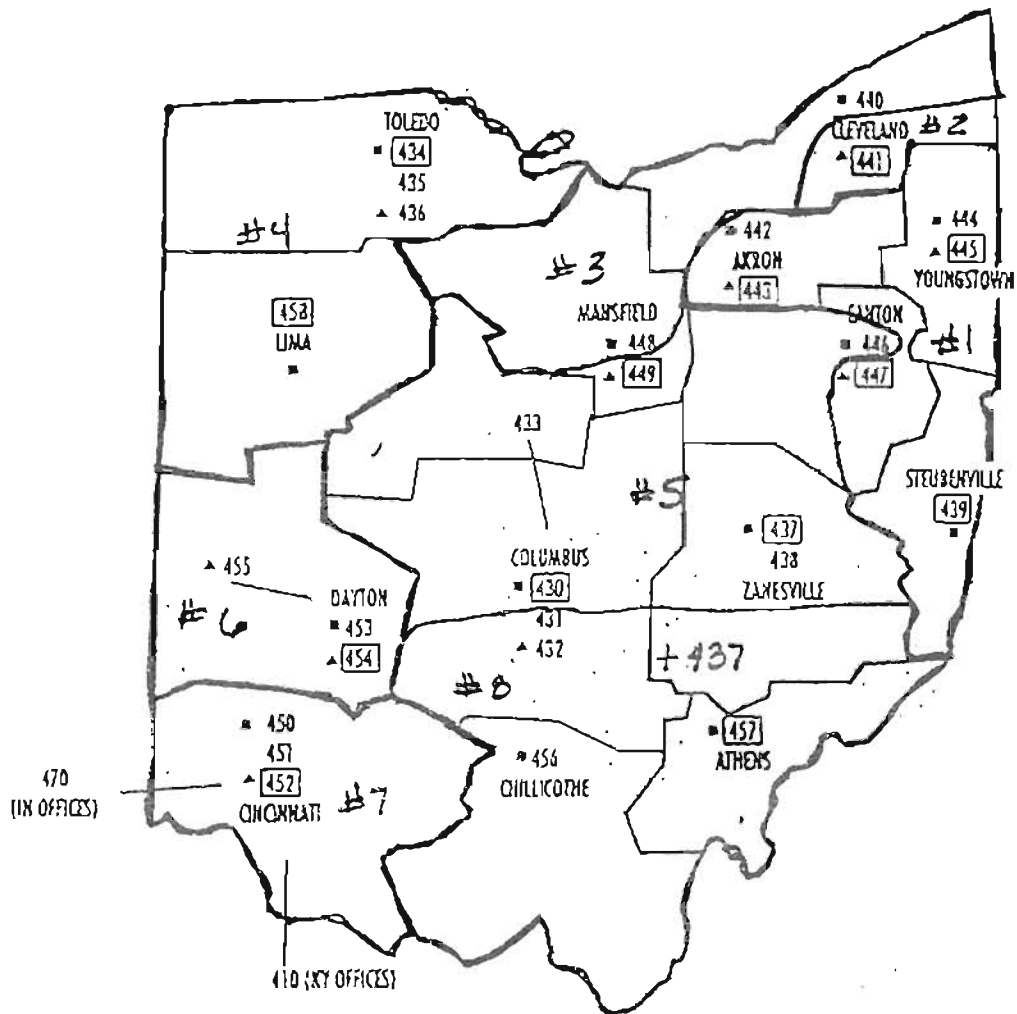 440
CLEVELAND #2
441
TOLEDO
434
435
436
#4
444
445
YOUNGSTOWN
442
AKRON
443
#3
458
LIMA
MANSFIELD
448
449
CANTON
446
447
#1
433
STEUBENVILLE
439
#5
437
438
ZANESVILLE
COLUMBUS
430
431
432
455
DAYTON
453
454
#6
+ 437
#8
457
ATHENS
456
CHILLICOTHE
450
451
452
CINCINNATI #7
470
(IN OFFICES)
410 (KY OFFICES)